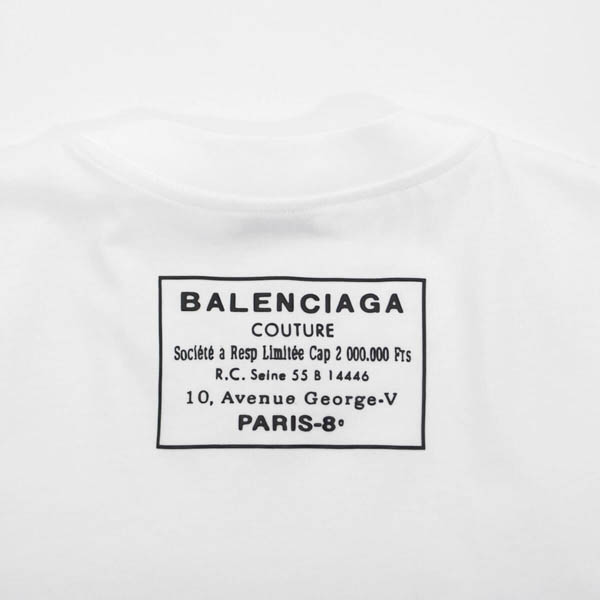 BALENCIAGA
COUTURE
Société a Resp Limitée Cap 2 000.000 Frs
R.C. Seine 55 B 14446
10, Avenue George-V
PARIS-8e